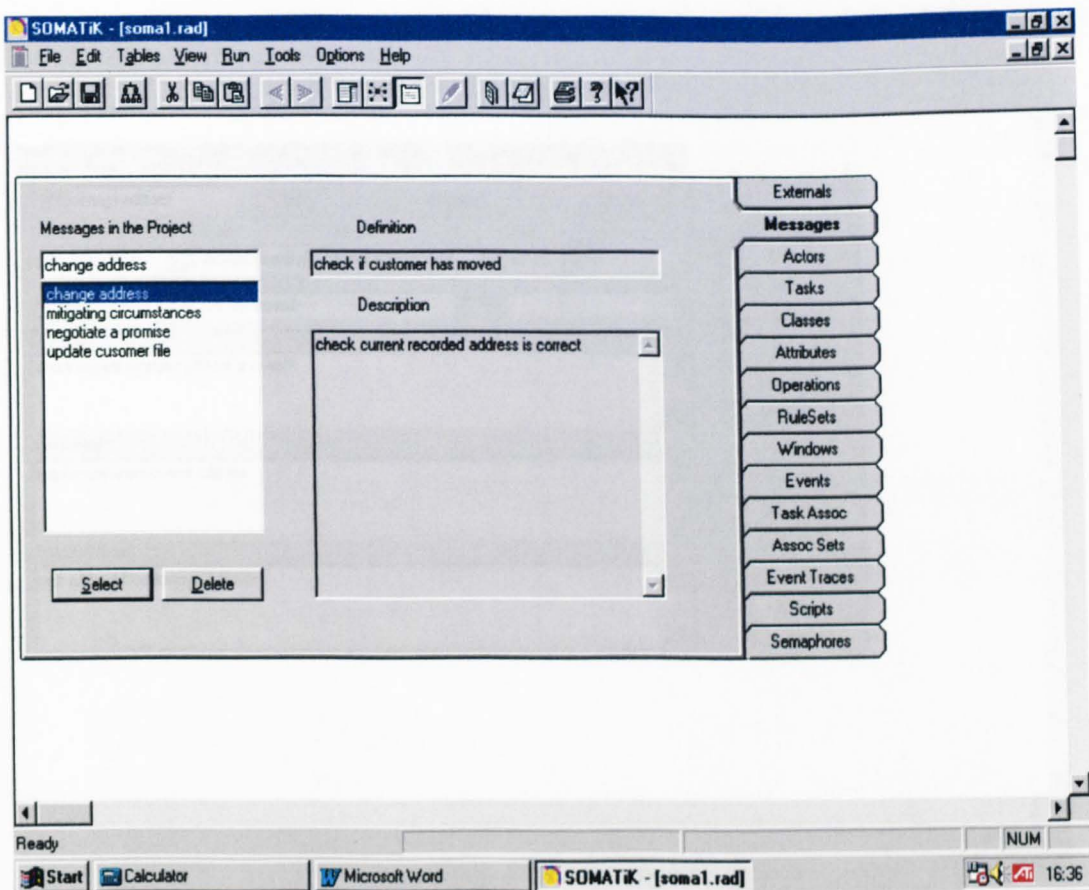 SOMATiK - [soma1.rad]
File Edit Tables View Run Tools Options Help
Messages in the Project
change address
change address
mitigating circumstances
negotiate a promise
update cusomer file
Select Delete
Definition
check if customer has moved
Description
check current recorded address is correct
Externals
Messages
Actors
Tasks
Classes
Attributes
Operations
RuleSets
Windows
Events
Task Assoc
Assoc Sets
Event Traces
Scripts
Semaphores
Ready NUM
Start Calculator Microsoft Word SOMATiK - [soma1.rad] ATI 16:36